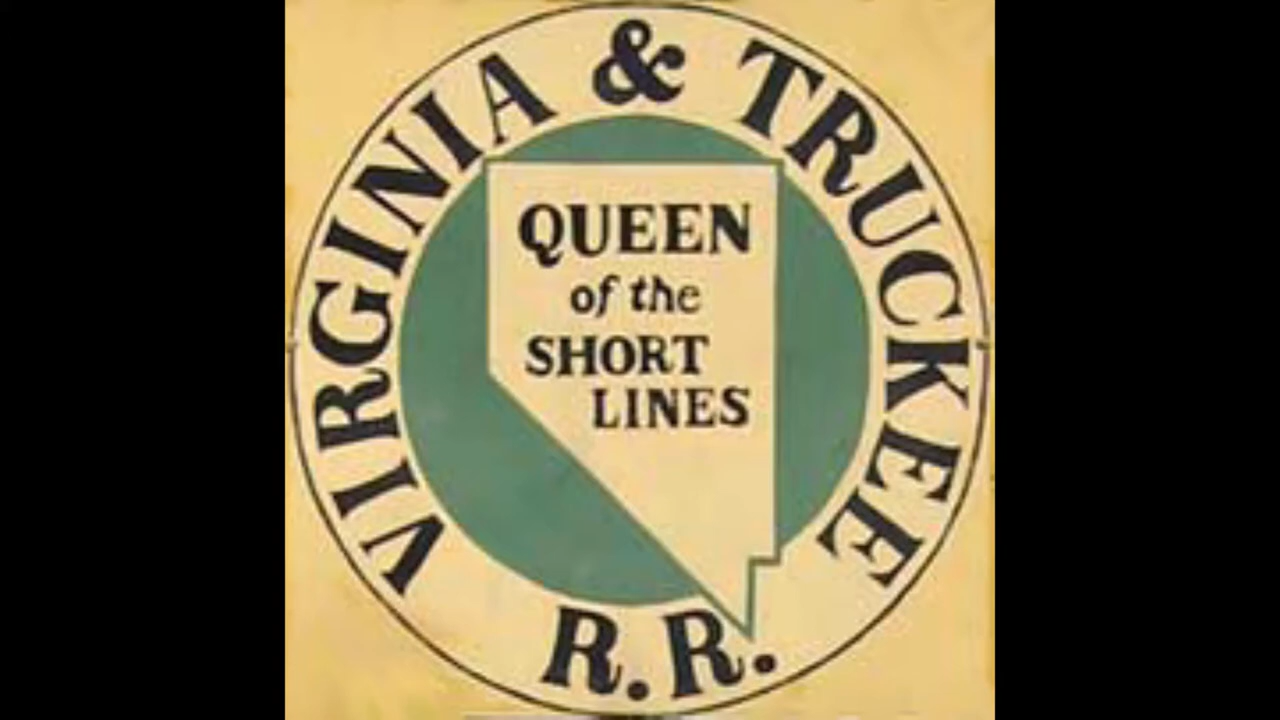 VIRGINIA & TRUCKEE
R.R.
QUEEN
of the
SHORT
LINES